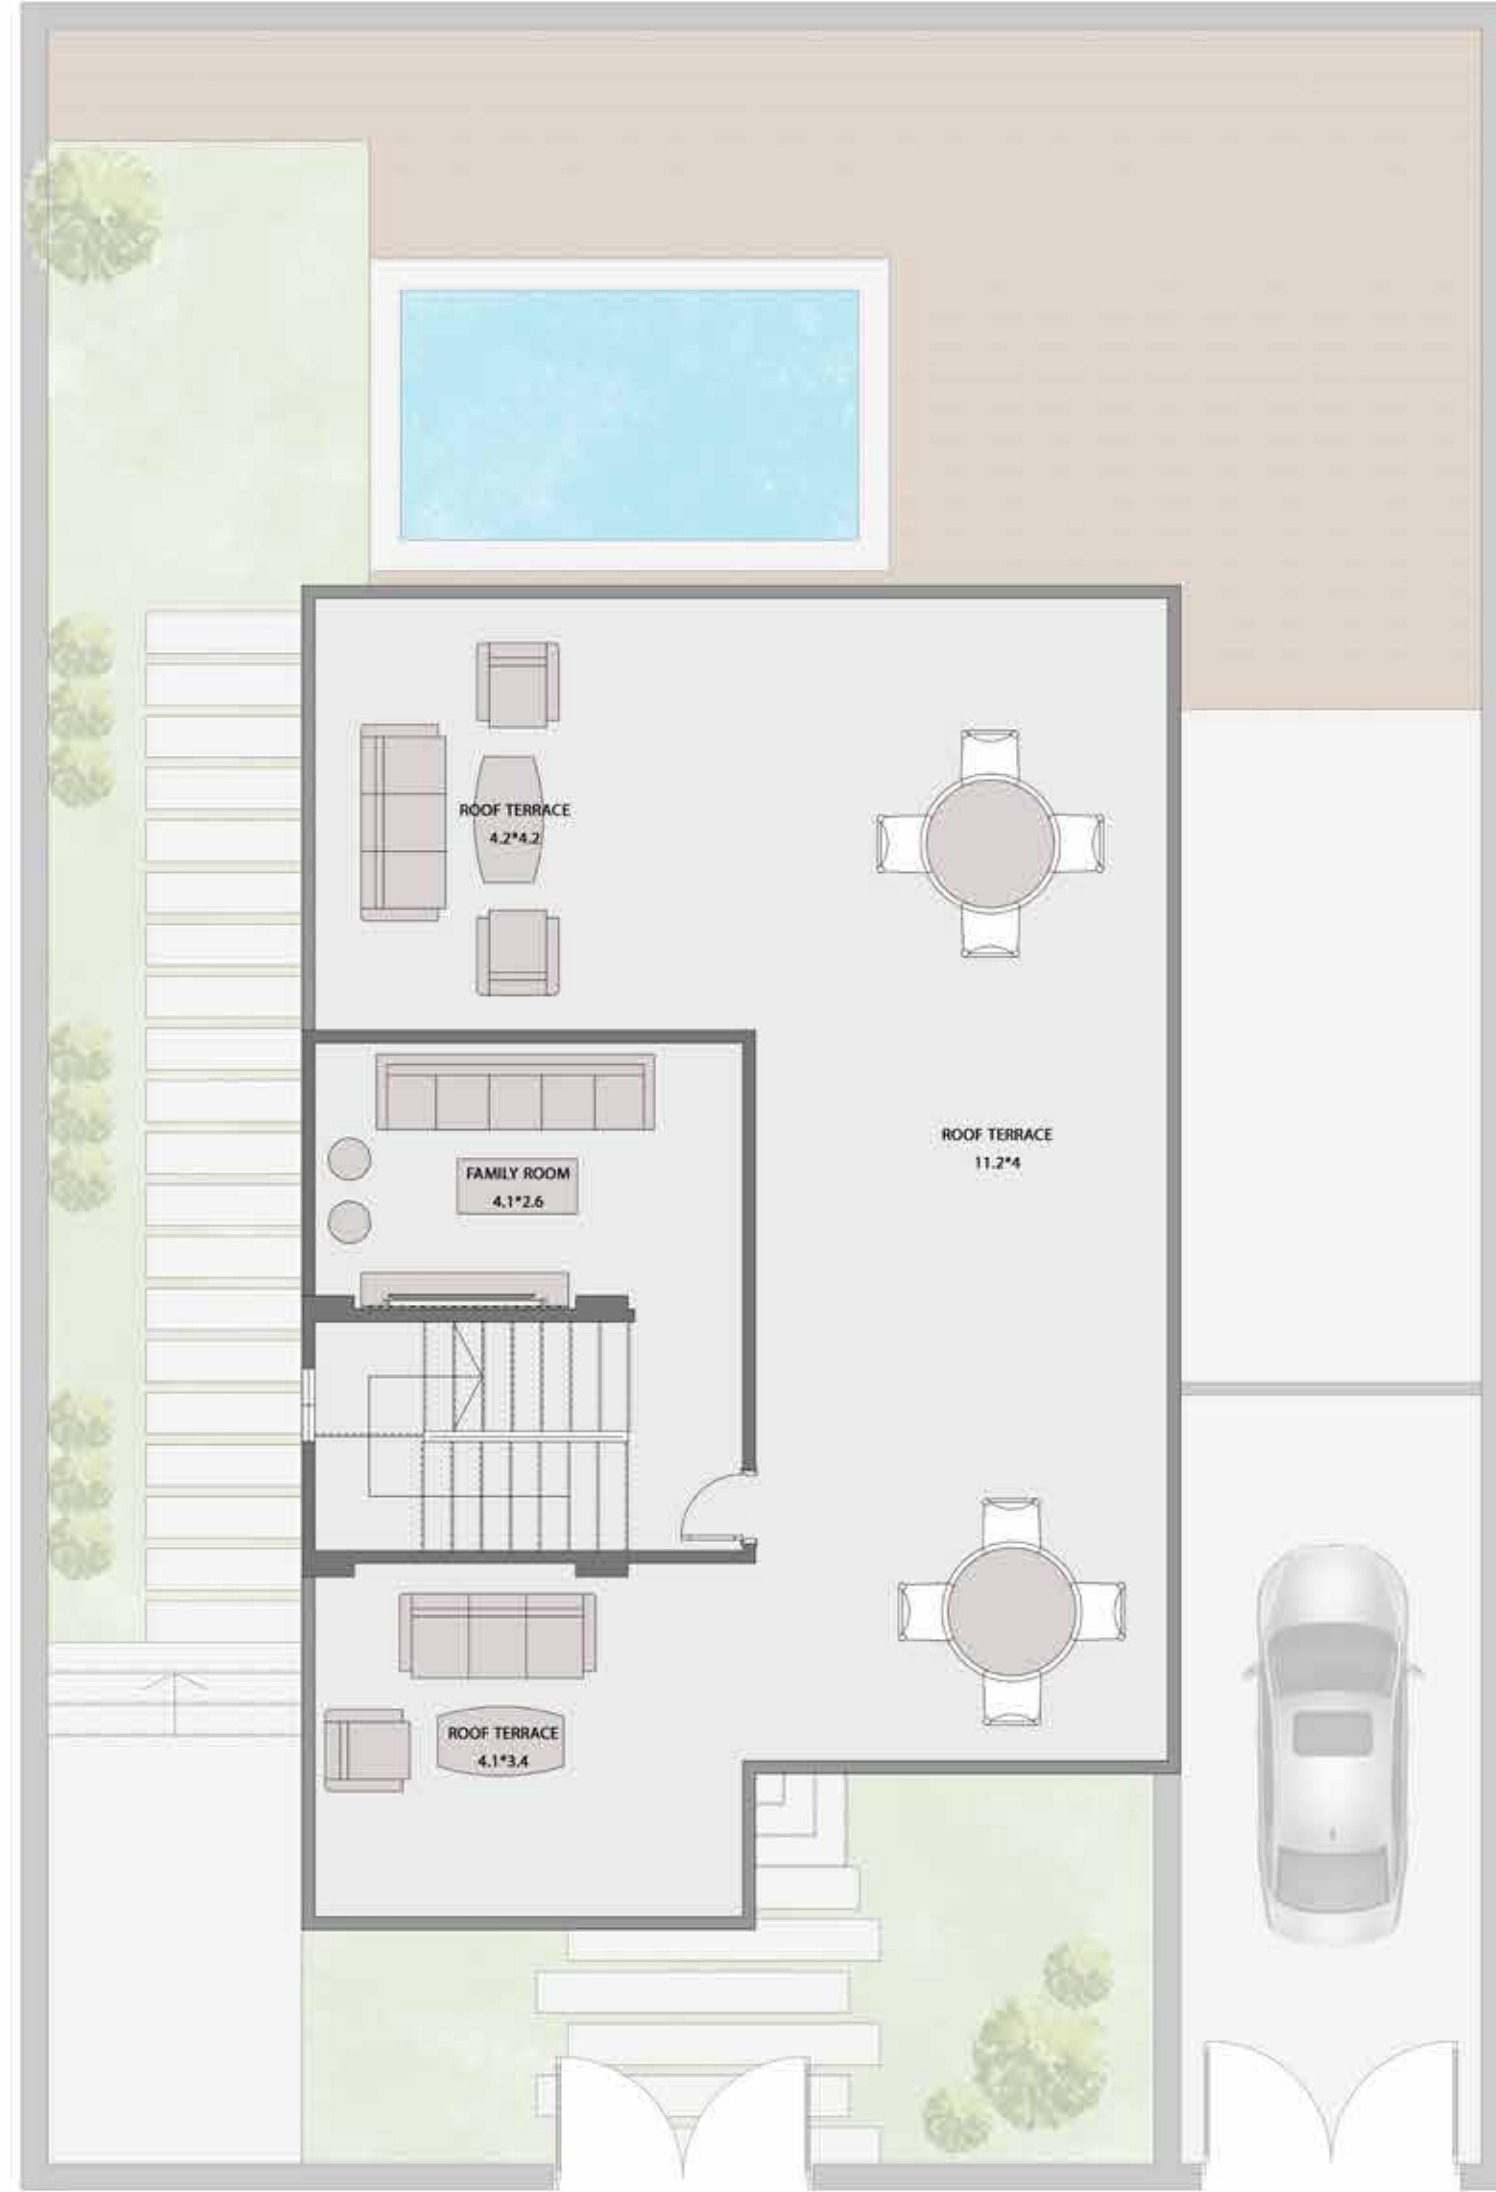 ROOF TERRACE
4.2*4.2
ROOF TERRACE
11.2*4
FAMILY ROOM
4.1*2.6
ROOF TERRACE
4.1*3.4